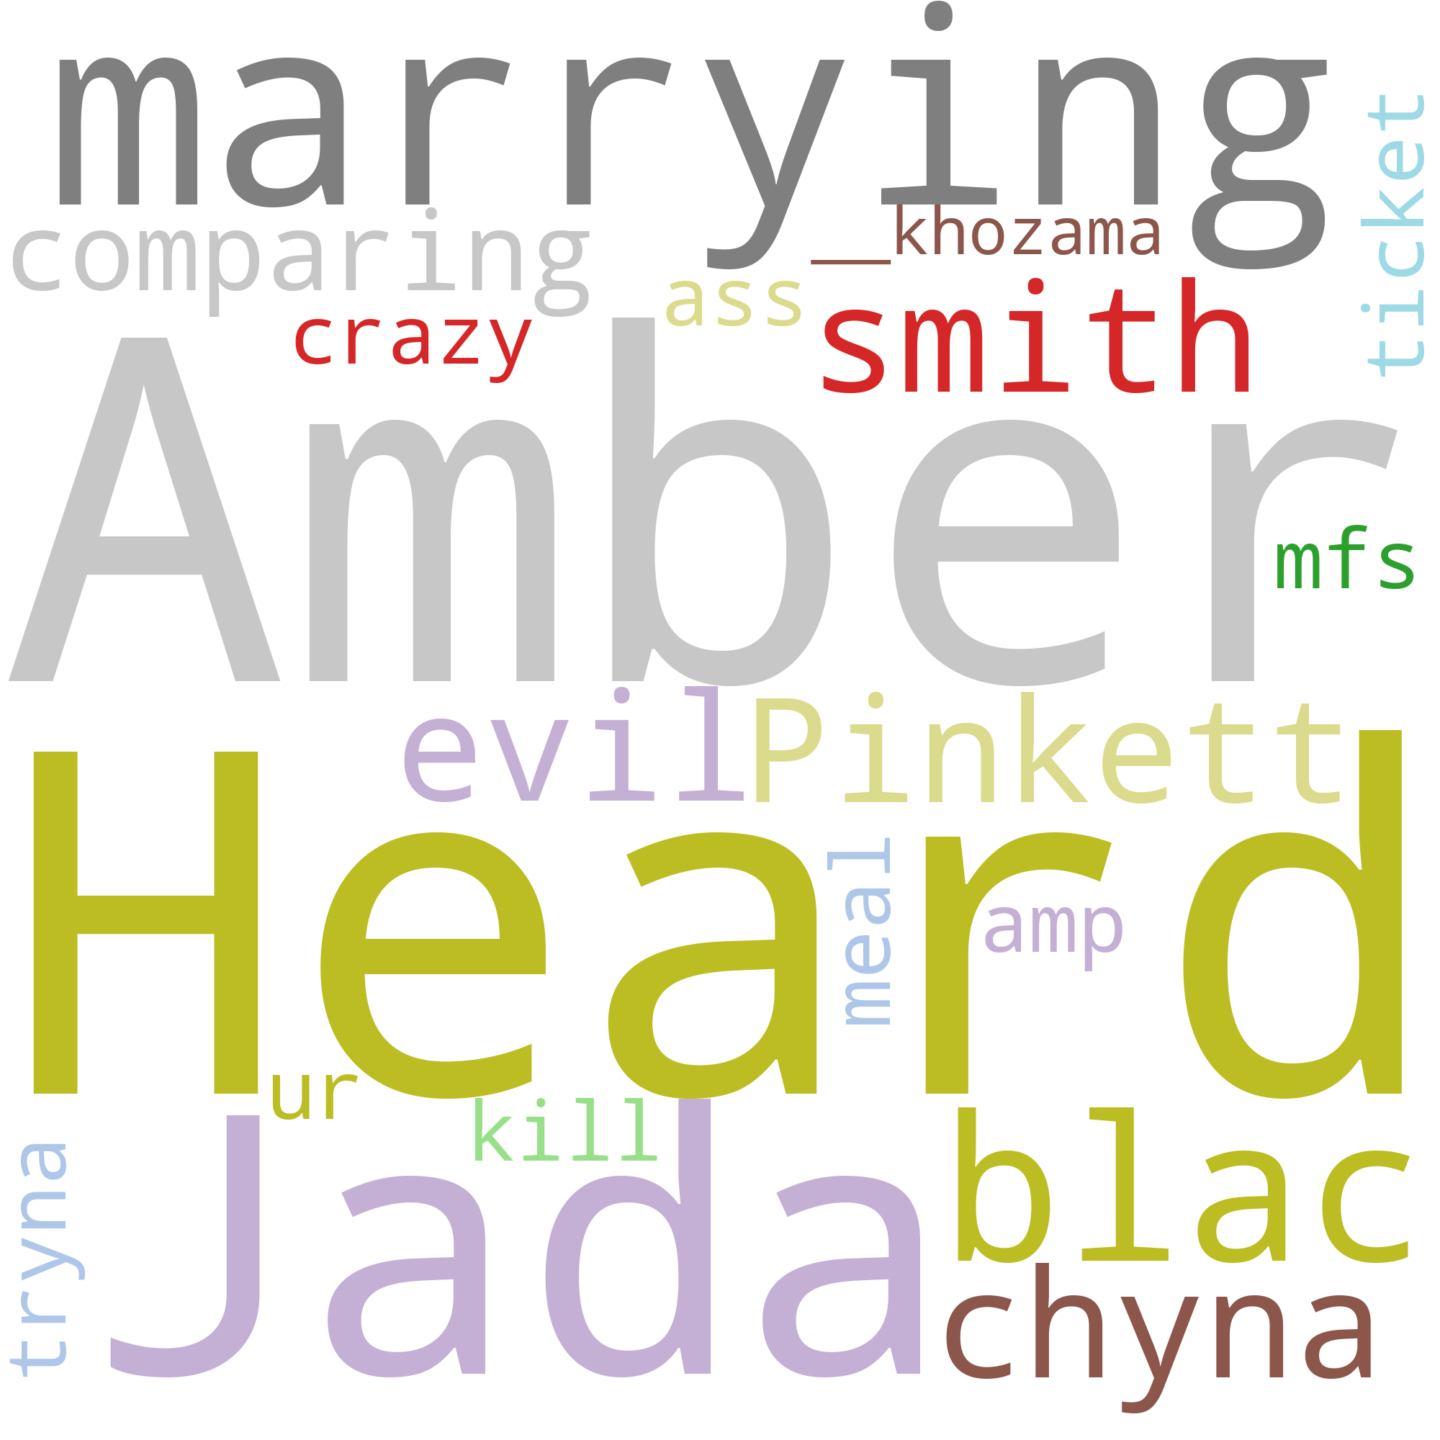 marrying
ticket
comparing
__khozama
ass
smith
crazy
Amber
mfs
evil
Pinkett
Heard
meal
amp
ur
kill
Jada
blac
tryna
chyna